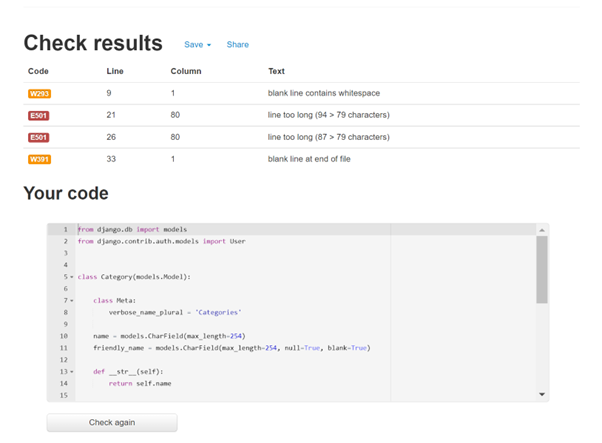 Check results Save Share
Code Line Column Text
W293 9 1 blank line contains whitespace
E501 21 80 line too long (94 > 79 characters)
E501 26 80 line too long (87 > 79 characters)
W391 33 1 blank line at end of file
Your code
1 from django.db import models
2 from django.contrib.auth.models import User
3
4
5 class Category(models.Model):
6
7 class Meta:
8 verbose_name_plural = 'Categories'
9
10 name = models.CharField(max_length=254)
11 friendly_name = models.CharField(max_length=254, null=True, blank=True)
12
13 def __str__(self):
14 return self.name
15
Check again